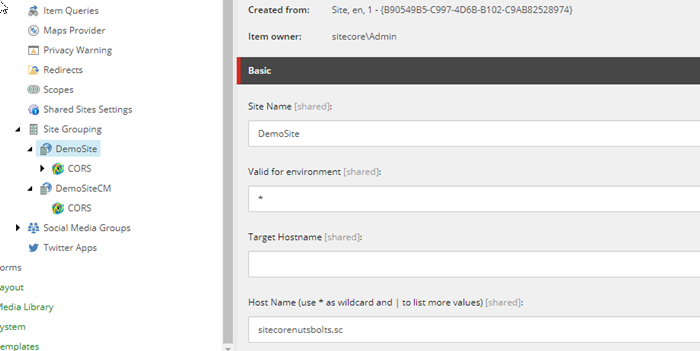 Item Queries
Maps Provider
Privacy Warning
Redirects
Scopes
Shared Sites Settings
Site Grouping
DemoSite
CORS
DemoSiteCM
CORS
Social Media Groups
Twitter Apps
orms
ayout
Media Library
ystem
emplates
Created from: Site, en, 1 - {B90549B5-C997-4D6B-B102-C9AB82528974}
Item owner: sitecore\Admin
Basic
Site Name [shared]:
DemoSite
Valid for environment [shared]:
*
Target Hostname [shared]:
Host Name (use * as wildcard and | to list more values) [shared]:
sitecorenutsbolts.sc